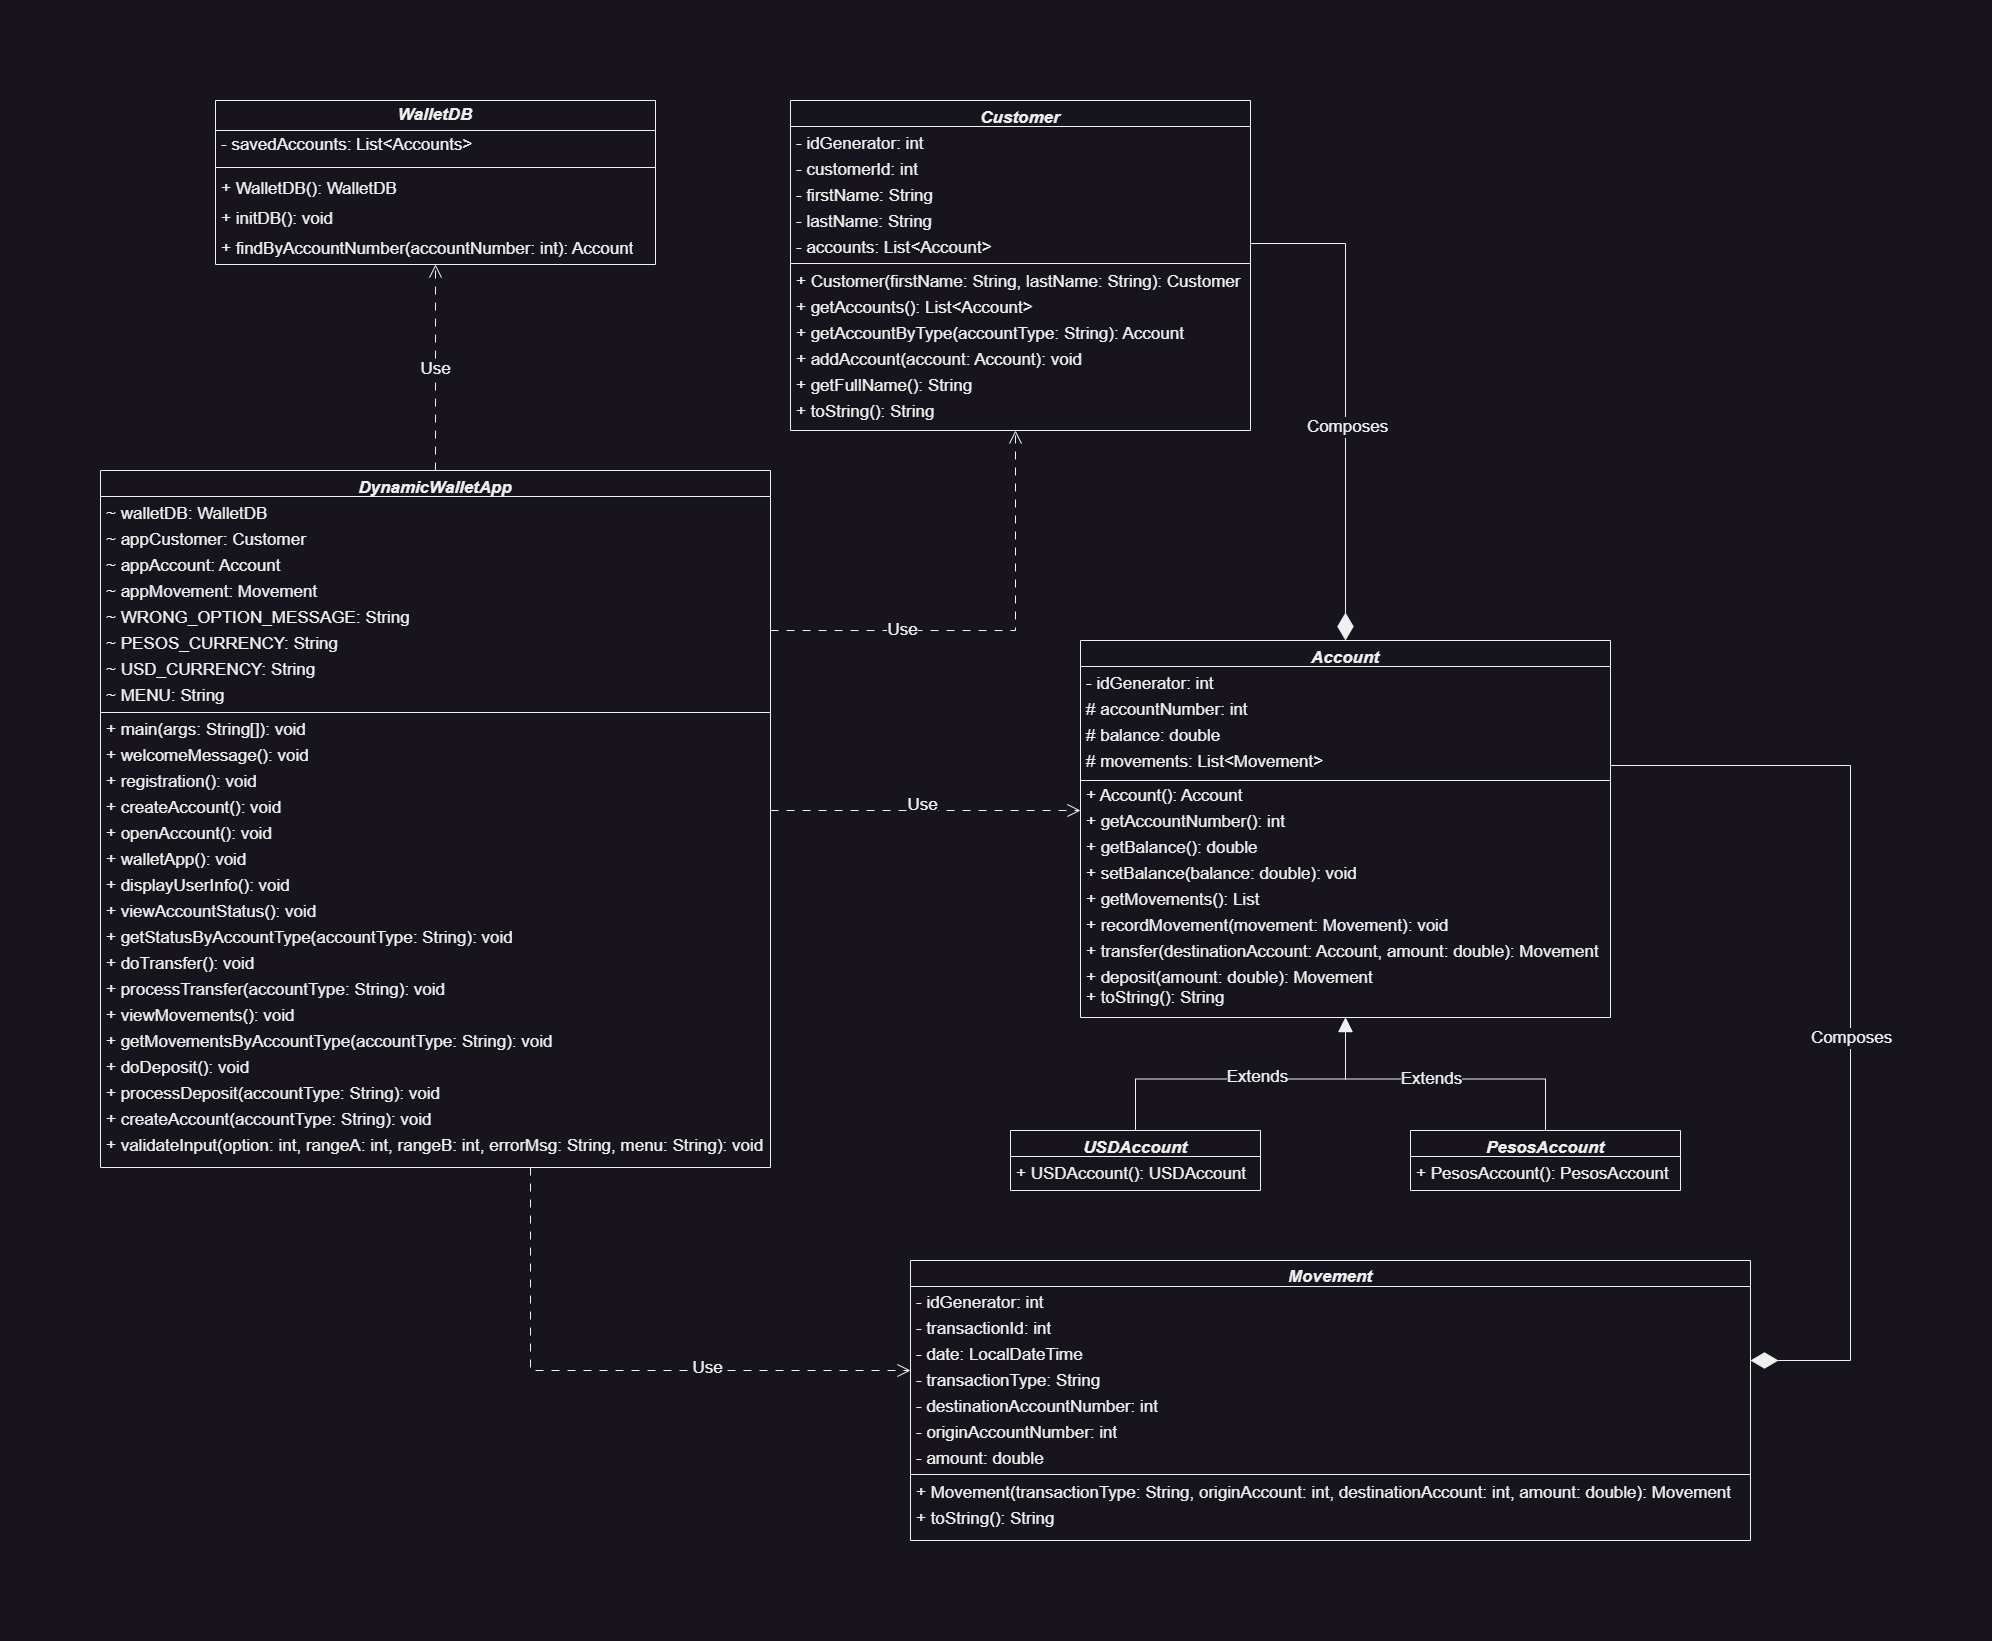 WalletDB
- savedAccounts: List<Accounts>
+ WalletDB(): WalletDB
+ initDB(): void
+ findByAccountNumber(accountNumber: int): Account
Customer
- idGenerator: int
- customerId: int
- firstName: String
- lastName: String
- accounts: List<Account>
+ Customer(firstName: String, lastName: String): Customer
+ getAccounts(): List<Account>
+ getAccountByType(accountType: String): Account
+ addAccount(account: Account): void
+ getFullName(): String
+ toString(): String
Use
Composes
DynamicWalletApp
~ walletDB: WalletDB
~ appCustomer: Customer
~ appAccount: Account
~ appMovement: Movement
~ WRONG_OPTION_MESSAGE: String
~ PESOS_CURRENCY: String
~ USD_CURRENCY: String
~ MENU: String
+ main(args: String[]): void
+ welcomeMessage(): void
+ registration(): void
+ createAccount(): void
+ openAccount(): void
+ walletApp(): void
+ displayUserInfo(): void
+ viewAccountStatus(): void
+ getStatusByAccountType(accountType: String): void
+ doTransfer(): void
+ processTransfer(accountType: String): void
+ viewMovements(): void
+ getMovementsByAccountType(accountType: String): void
+ doDeposit(): void
+ processDeposit(accountType: String): void
+ createAccount(accountType: String): void
+ validateInput(option: int, rangeA: int, rangeB: int, errorMsg: String, menu: String): void
Use
Use
Account
- idGenerator: int
# accountNumber: int
# balance: double
# movements: List<Movement>
+ Account(): Account
+ getAccountNumber(): int
+ getBalance(): double
+ setBalance(balance: double): void
+ getMovements(): List
+ recordMovement(movement: Movement): void
+ transfer(destinationAccount: Account, amount: double): Movement
+ deposit(amount: double): Movement
+ toString(): String
Composes
Extends
Extends
USDAccount
+ USDAccount(): USDAccount
PesosAccount
+ PesosAccount(): PesosAccount
Use
Movement
- idGenerator: int
- transactionId: int
- date: LocalDateTime
- transactionType: String
- destinationAccountNumber: int
- originAccountNumber: int
- amount: double
+ Movement(transactionType: String, originAccount: int, destinationAccount: int, amount: double): Movement
+ toString(): String